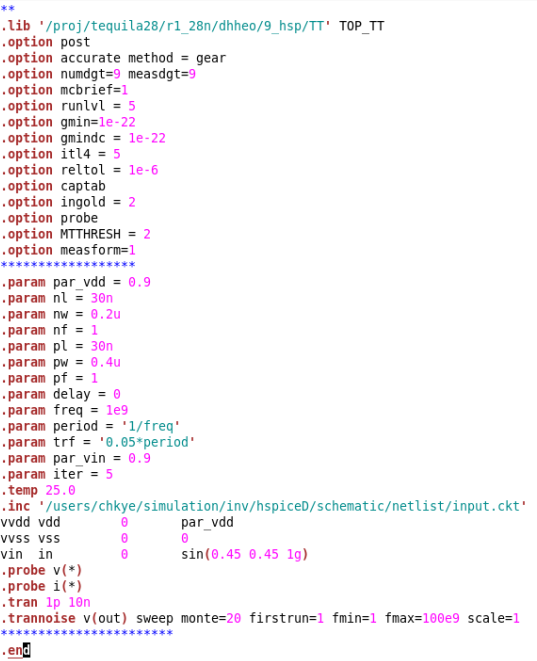 **
.lib '/proj/tequila28/r1_28n/dhheo/9_hsp/TT' TOP_TT
.option post
.option accurate method = gear
.option numdgt=9 measdgt=9
.option mcbrief=1
.option runlvl = 5
.option gmin=1e-22
.option gmindc = 1e-22
.option itl4 = 5
.option reltol = 1e-6
.option captab
.option ingold = 2
.option probe
.option MTTHRESH = 2
.option measform=1
******************
.param par_vdd = 0.9
.param nl = 30n
.param nw = 0.2u
.param nf = 1
.param pl = 30n
.param pw = 0.4u
.param pf = 1
.param delay = 0
.param freq = 1e9
.param period = '1/freq'
.param trf = '0.05*period'
.param par_vin = 0.9
.param iter = 5
.temp 25.0
.inc '/users/chkye/simulation/inv/hspiceD/schematic/netlist/input.ckt'
vvdd vdd 0 par_vdd
vvss vss 0 0
vin in 0 sin(0.45 0.45 1g)
.probe v(*)
.probe i(*)
.tran 1p 10n
.trannoise v(out) sweep monte=20 firstrun=1 fmin=1 fmax=100e9 scale=1
***********************
.end